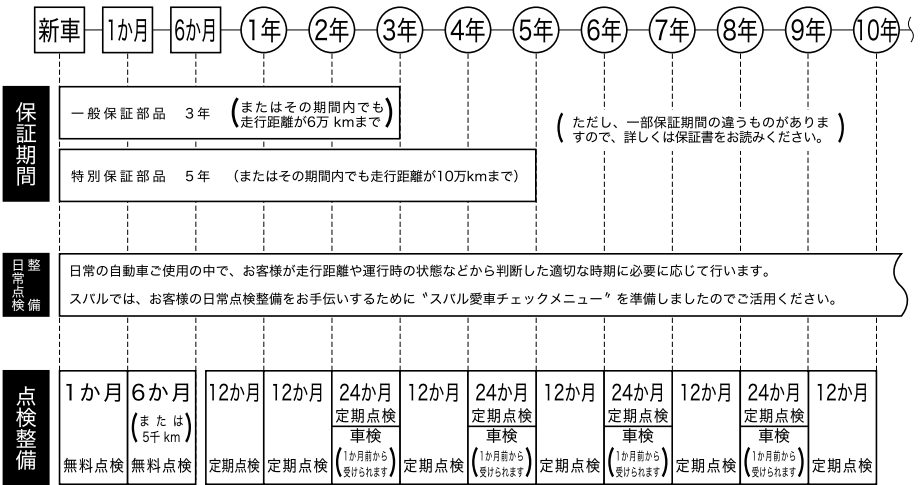 新車 1か月 6か月 1年 2年 3年 4年 5年 6年 7年 8年 9年 10年
保証期間
一般保証部品 3年 (またはその期間内でも
走行距離が6万 kmまで)
(ただし、一部保証期間の違うものがありま
すので、詳しくは保証書をお読みください。)
特別保証部品 5年 (またはその期間内でも走行距離が10万kmまで)
日常点検
整備
日常の自動車ご使用の中で、お客様が走行距離や運行時の状態などから判断した適切な時期に必要に応じて行います。
スバルでは、お客様の日常点検整備をお手伝いするために〝スバル愛車チェックメニュー〞を準備しましたのでご活用ください。
点検整備
1か月
無料点検
6か月
(または
5千 km)
無料点検
12か月
定期点検
12か月
定期点検
24か月
定期点検
車検
(1か月前から
受けられます)
12か月
定期点検
24か月
定期点検
車検
(1か月前から
受けられます)
12か月
定期点検
24か月
定期点検
車検
(1か月前から
受けられます)
12か月
定期点検
24か月
定期点検
車検
(1か月前から
受けられます)
12か月
定期点検